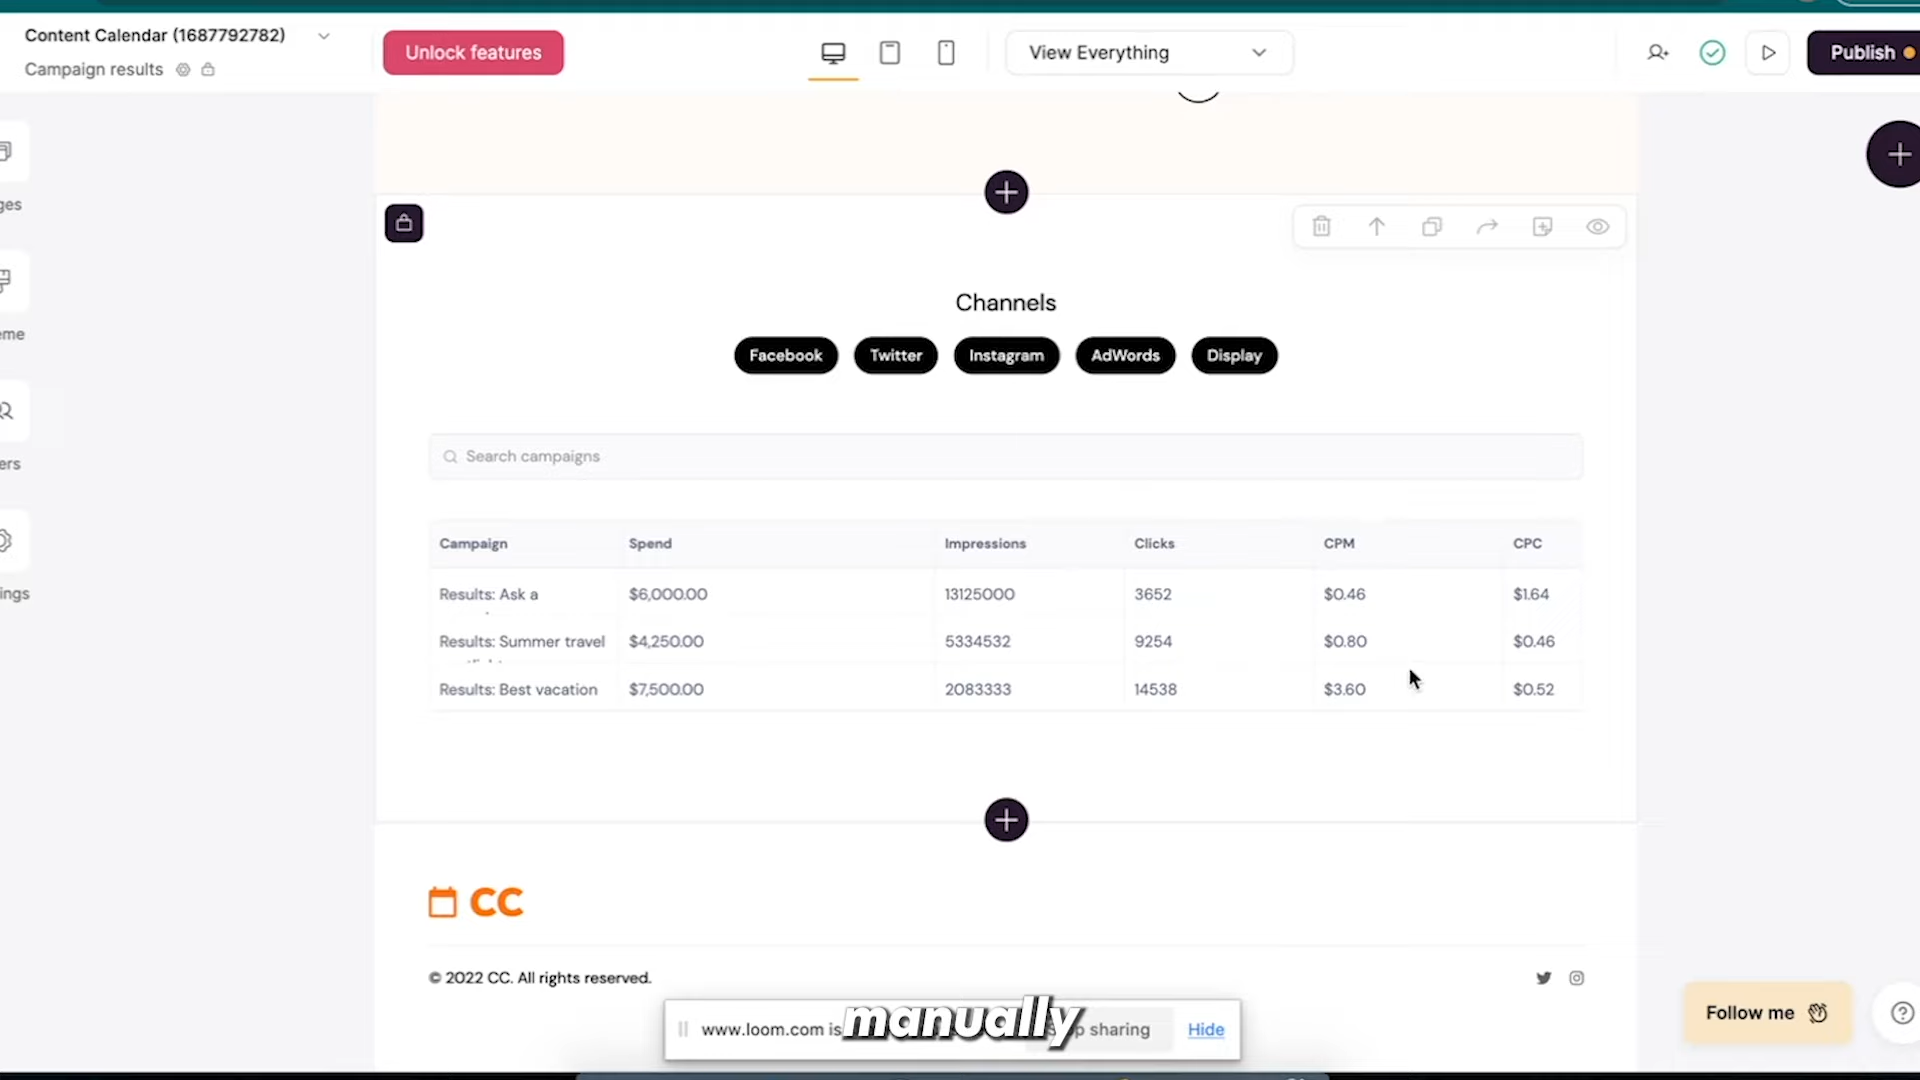 Content Calendar (1687792782)
Campaign results
Unlock features
View Everything
Publish
ges
eme
ers
ings
Channels
Facebook
Twitter
Instagram
AdWords
Display
Search campaigns
Campaign Spend Impressions Clicks CPM CPC
Results: Ask a $6,000.00 13125000 3652 $0.46 $1.64
Results: Summer travel $4,250.00 5334532 9254 $0.80 $0.46
Results: Best vacation $7,500.00 2083333 14538 $3.60 $0.52
CC
© 2022 CC. All rights reserved.
Follow me
www.loom.com is sharing Hide
manually